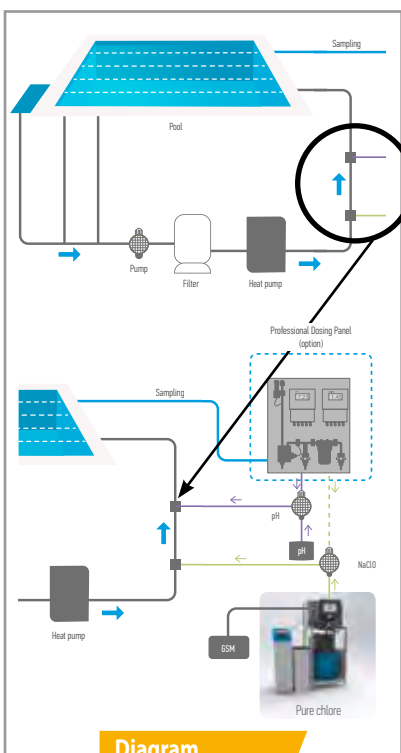 Sampling
Pool
Pump
Filter
Heat pump
Professional Dosing Panel
(option)
Sampling
pH
pH
NaClO
Heat pump
GSM
Pure chlore
Diagram